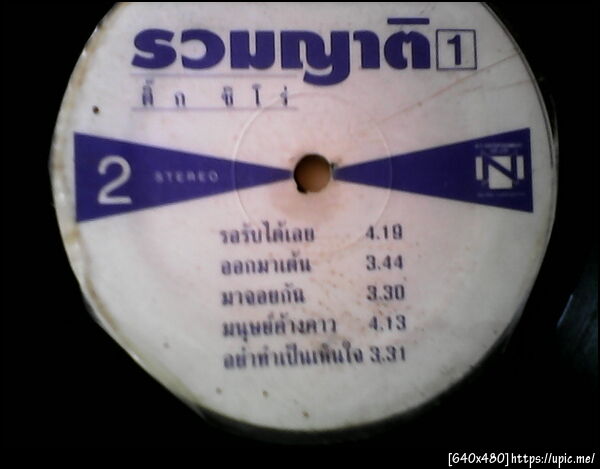 รวมญาติ 1
ติ๊ก ชิโร่
2 STEREO
N
รอรับได้เลย 4.19
ออกมาเต้น 3.44
มาจอยกัน 3.30
มนุษย์ค้างคาว 4.13
อย่าทำเป็นเห็นใจ 3.31
[640x480]https://upic.me/